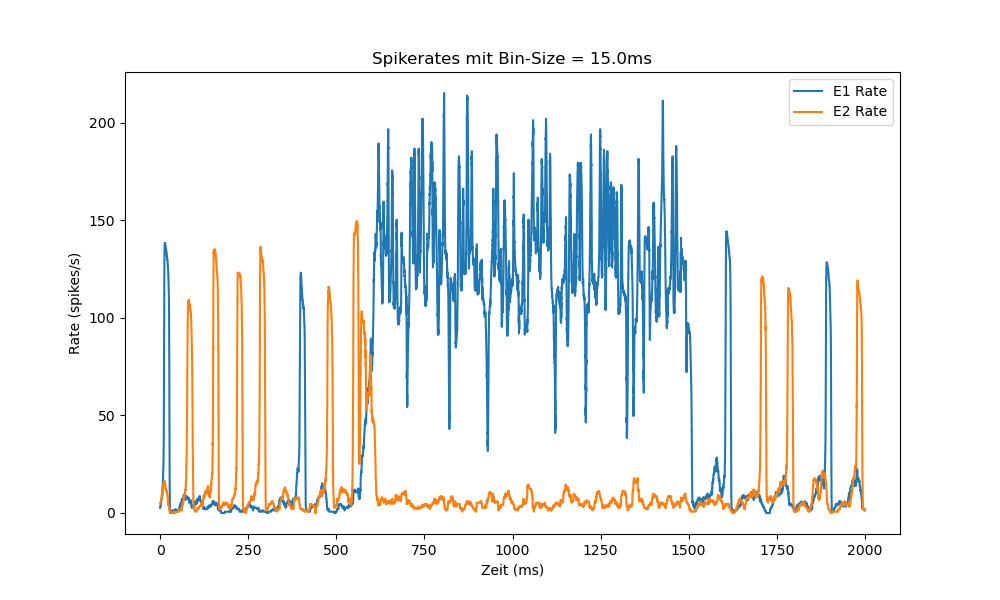 Spikerates mit Bin-Size = 15.0ms
E1 Rate
E2 Rate
Rate (spikes/s)
200
150
100
50
0
0 250 500 750 1000 1250 1500 1750 2000
Zeit (ms)